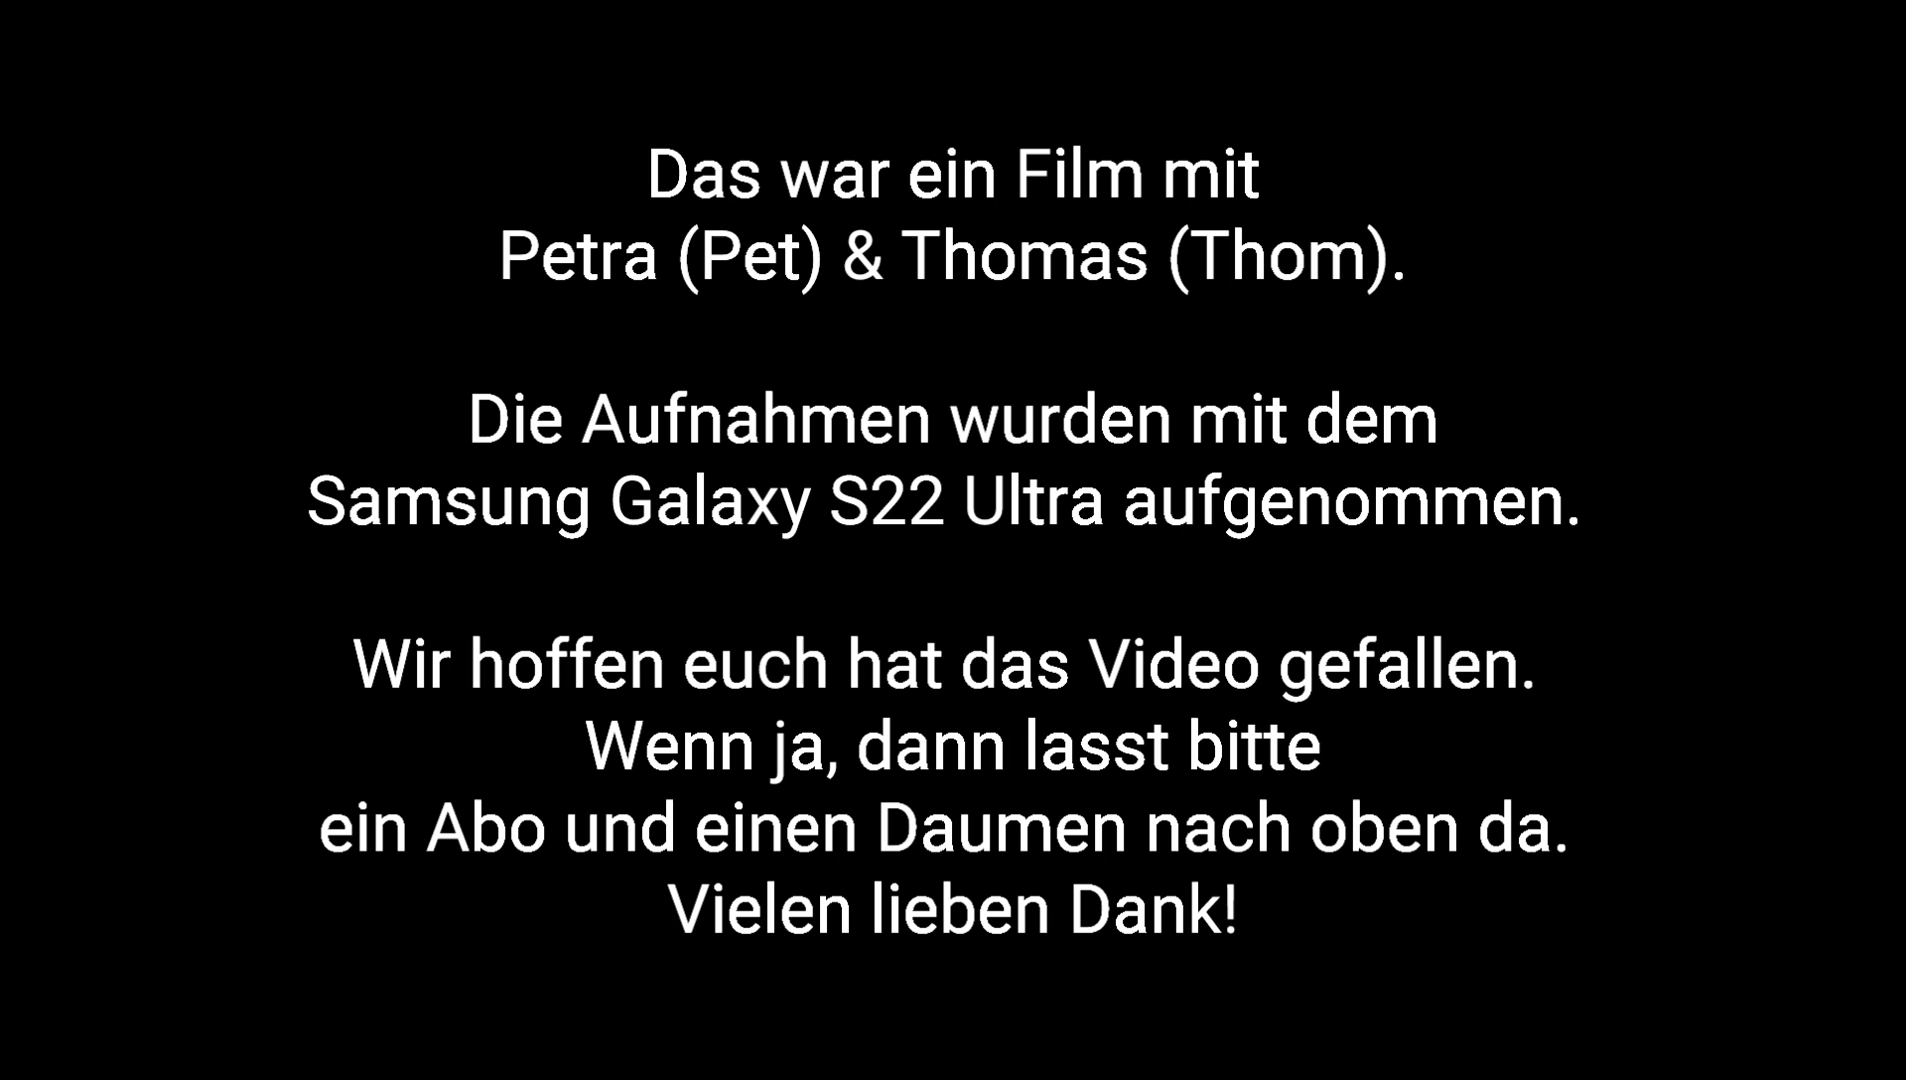 Das war ein Film mit
Petra (Pet) & Thomas (Thom).
Die Aufnahmen wurden mit dem
Samsung Galaxy S22 Ultra aufgenommen.
Wir hoffen euch hat das Video gefallen.
Wenn ja, dann lasst bitte
ein Abo und einen Daumen nach oben da.
Vielen lieben Dank!